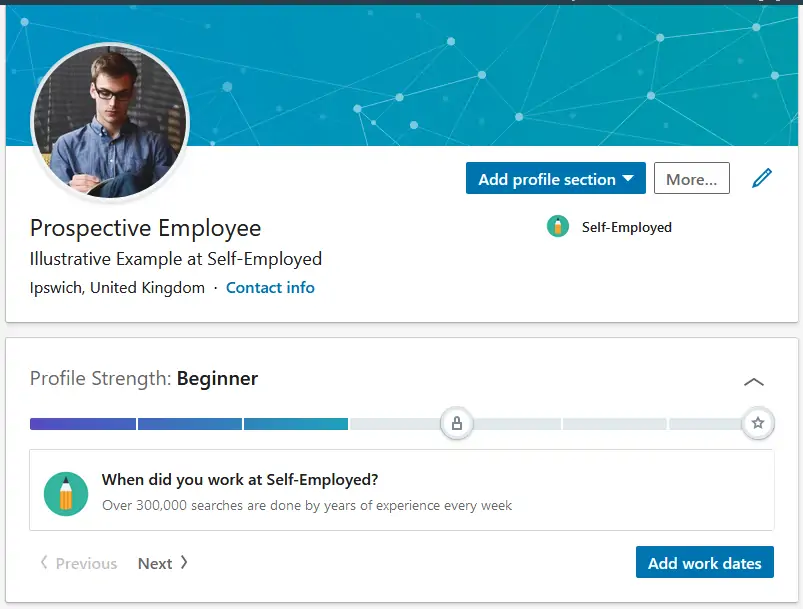 Add profile section
More...
Prospective Employee
Self-Employed
Illustrative Example at Self-Employed
Ipswich, United Kingdom · Contact info
Profile Strength: Beginner
When did you work at Self-Employed?
Over 300,000 searches are done by years of experience every week
Previous
Next
Add work dates